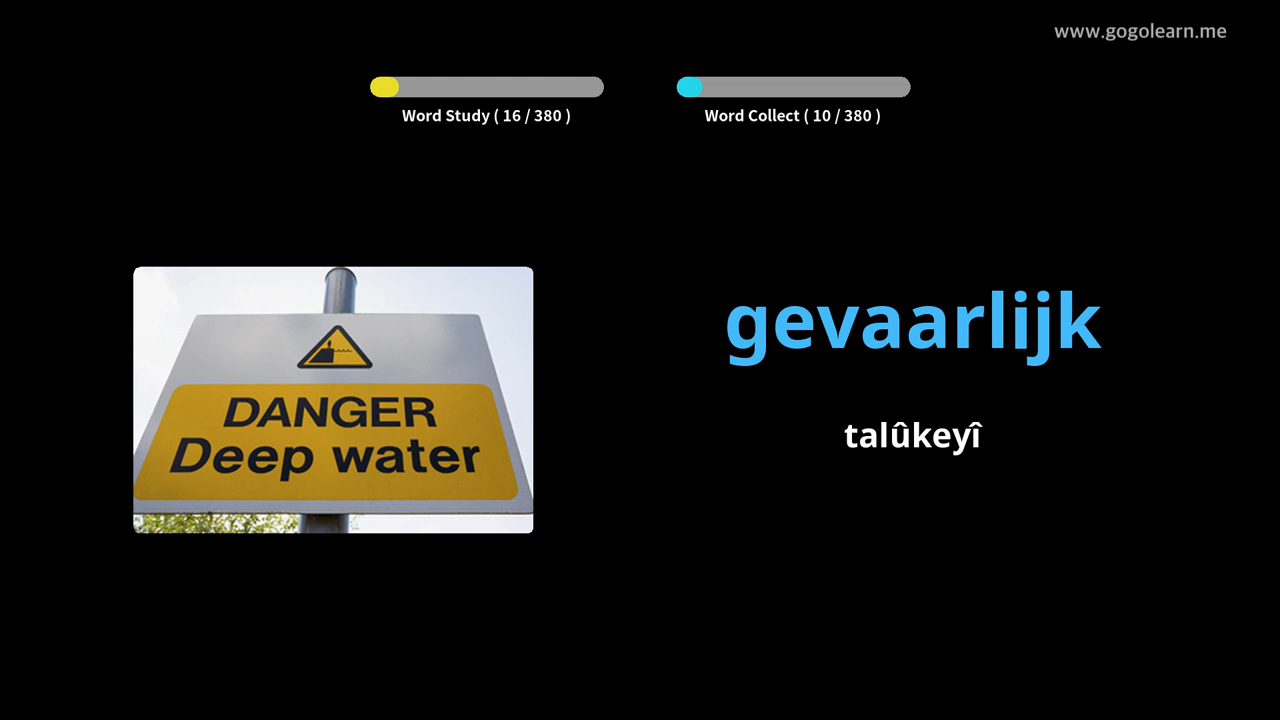 www.gogolearn.me
Word Study ( 16 / 380 )
Word Collect ( 10 / 380 )
DANGER
Deep water
gevaarlijk
talûkeyî